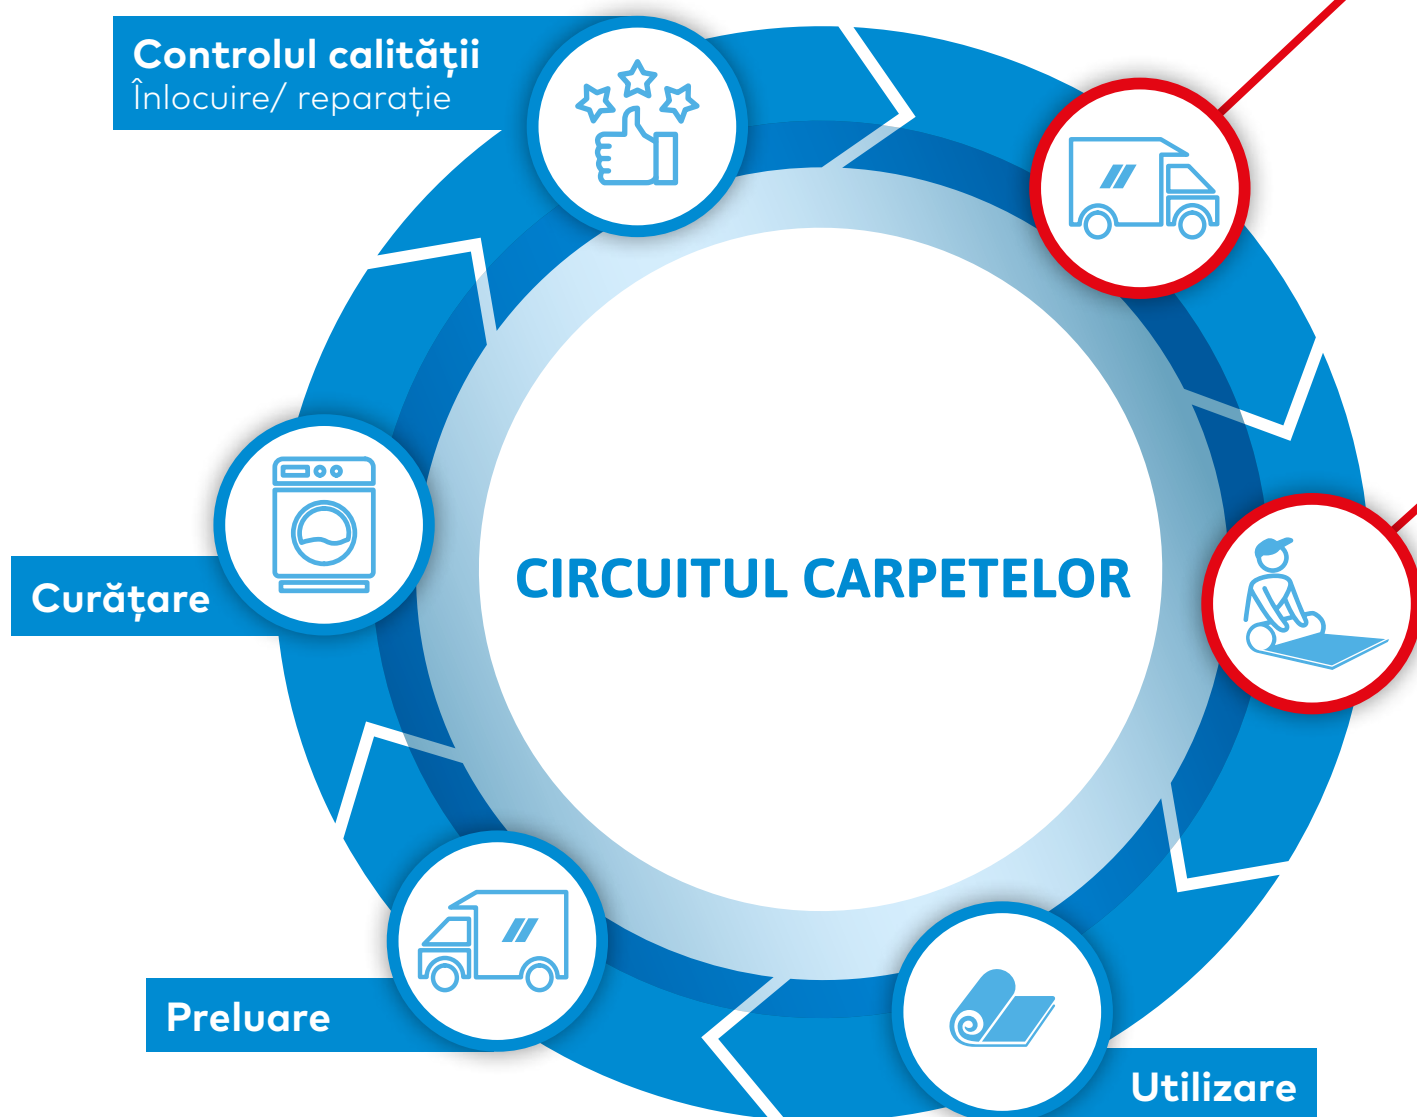 Controlul calității
Înlocuire/ reparație
CIRCUITUL CARPETELOR
Curățare
Preluare
Utilizare